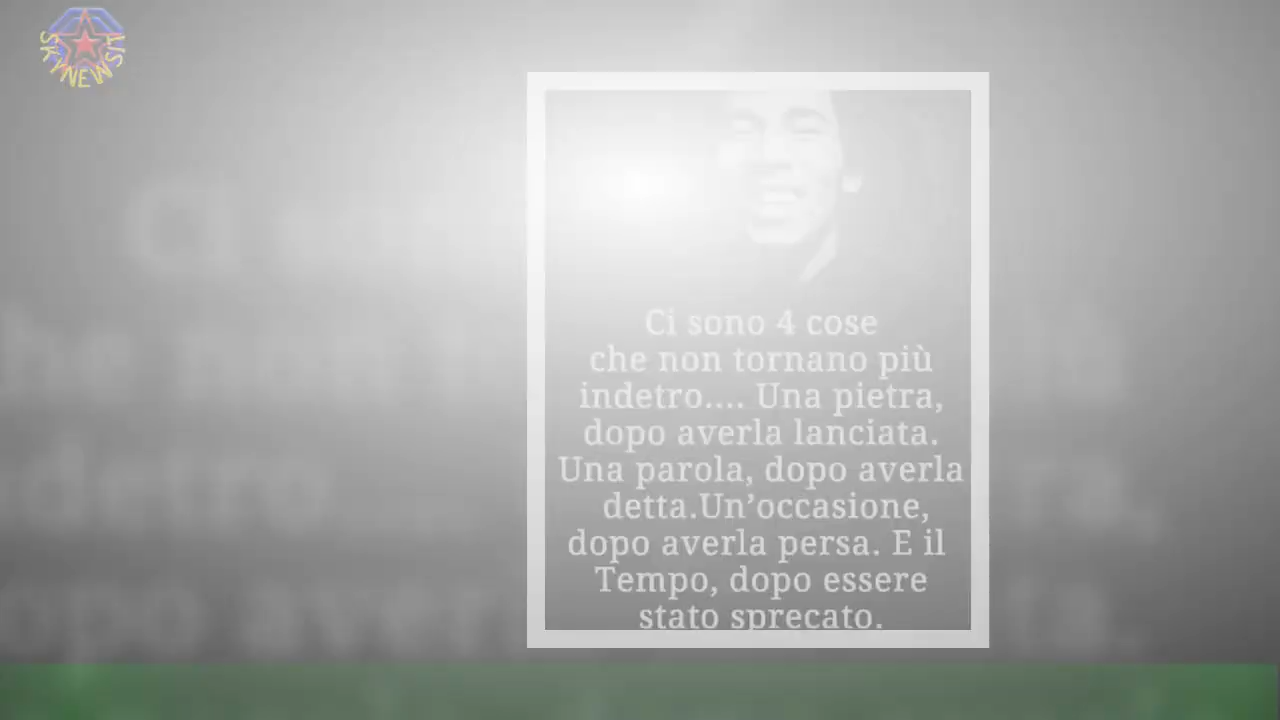 SKYNEWSLIS
Ci sono 4 cose
che non tornano più
indetro.... Una pietra,
dopo averla lanciata.
Una parola, dopo averla
detta.Un’occasione,
dopo averla persa. E il
Tempo, dopo essere
stato sprecato.